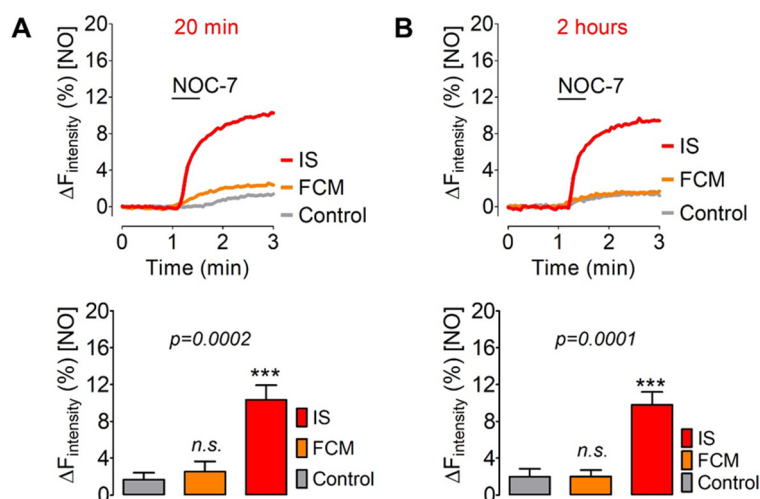 A
20 min
ΔFintensity (%) [NO]
20
16
12
8
4
0
NOC-7
IS
FCM
Control
0
1
2
3
Time (min)
B
2 hours
ΔFintensity (%) [NO]
20
16
12
8
4
0
NOC-7
IS
FCM
Control
0
1
2
3
Time (min)
ΔFintensity (%) [NO]
20
16
12
8
4
0
p=0.0002
***
n.s.
IS
FCM
Control
ΔFintensity (%) [NO]
20
16
12
8
4
0
p=0.0001
***
n.s.
IS
FCM
Control